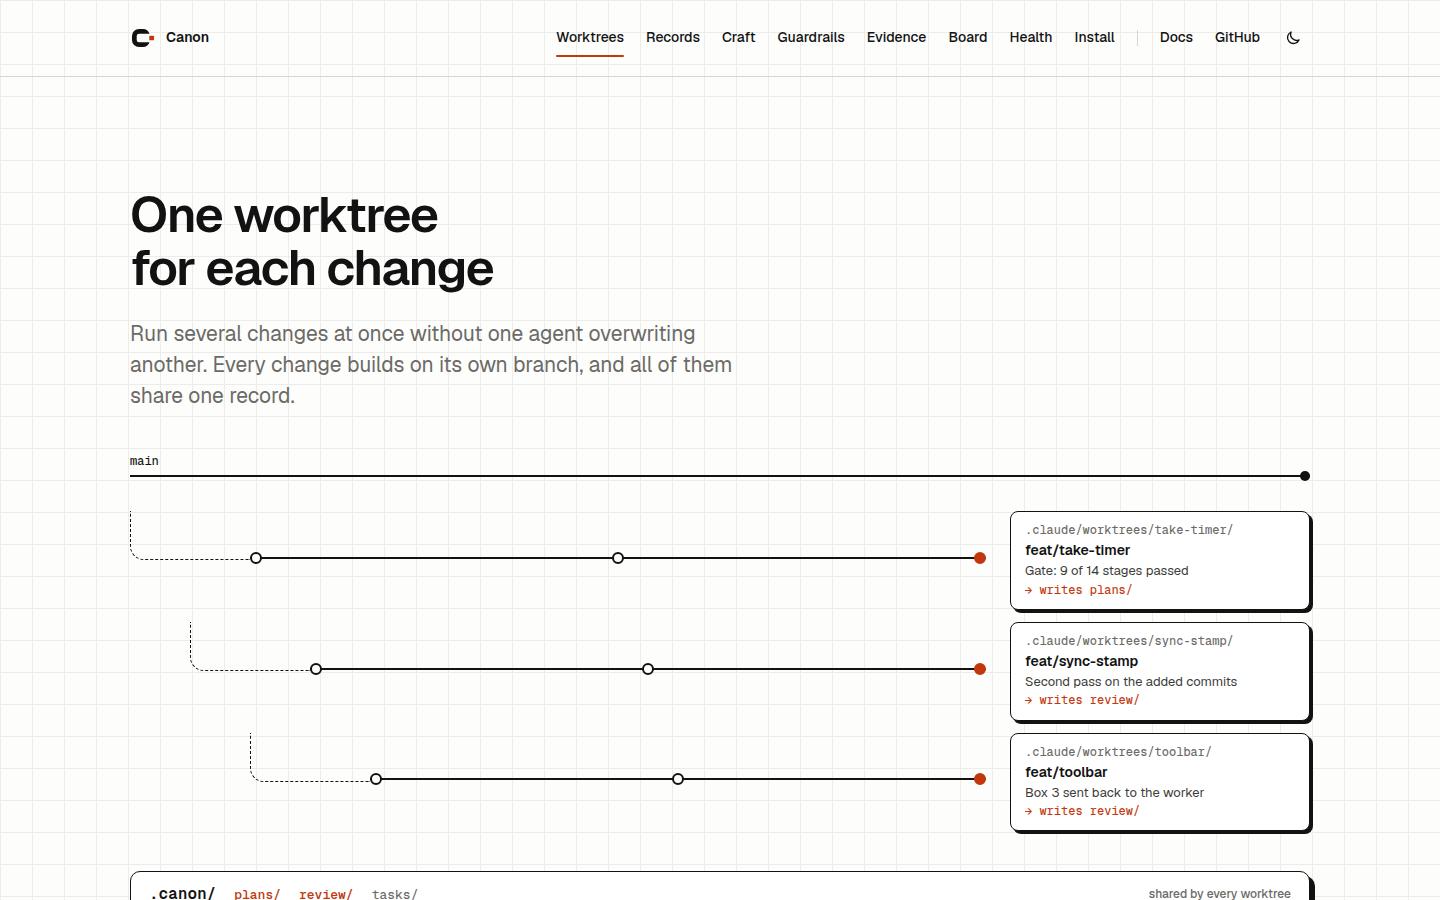 Canon
Worktrees Records Craft Guardrails Evidence Board Health Install Docs GitHub
One worktree
for each change
Run several changes at once without one agent overwriting
another. Every change builds on its own branch, and all of them
share one record.
main
.claude/worktrees/take-timer/
feat/take-timer
Gate: 9 of 14 stages passed
→ writes plans/
.claude/worktrees/sync-stamp/
feat/sync-stamp
Second pass on the added commits
→ writes review/
.claude/worktrees/toolbar/
feat/toolbar
Box 3 sent back to the worker
→ writes review/
.canon/ plans/ review/ tasks/ shared by every worktree